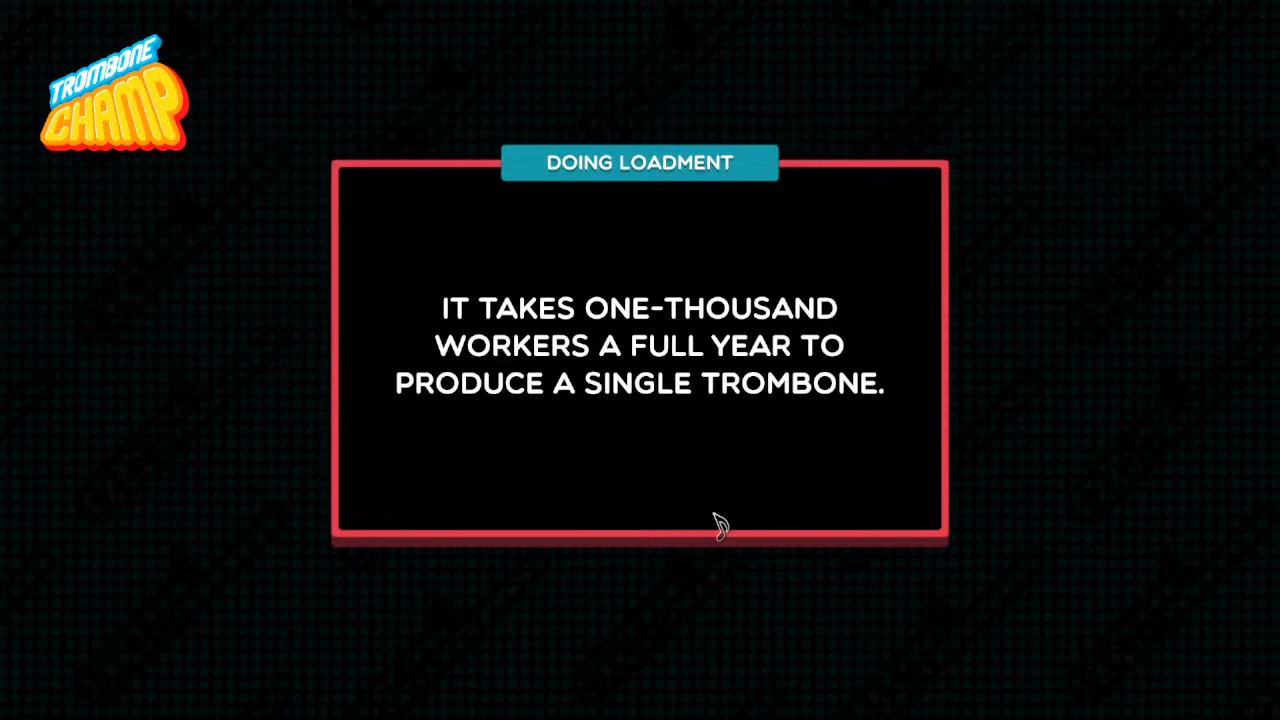 TROMBONE
CHAMP
DOING LOADMENT
IT TAKES ONE-THOUSAND
WORKERS A FULL YEAR TO
PRODUCE A SINGLE TROMBONE.